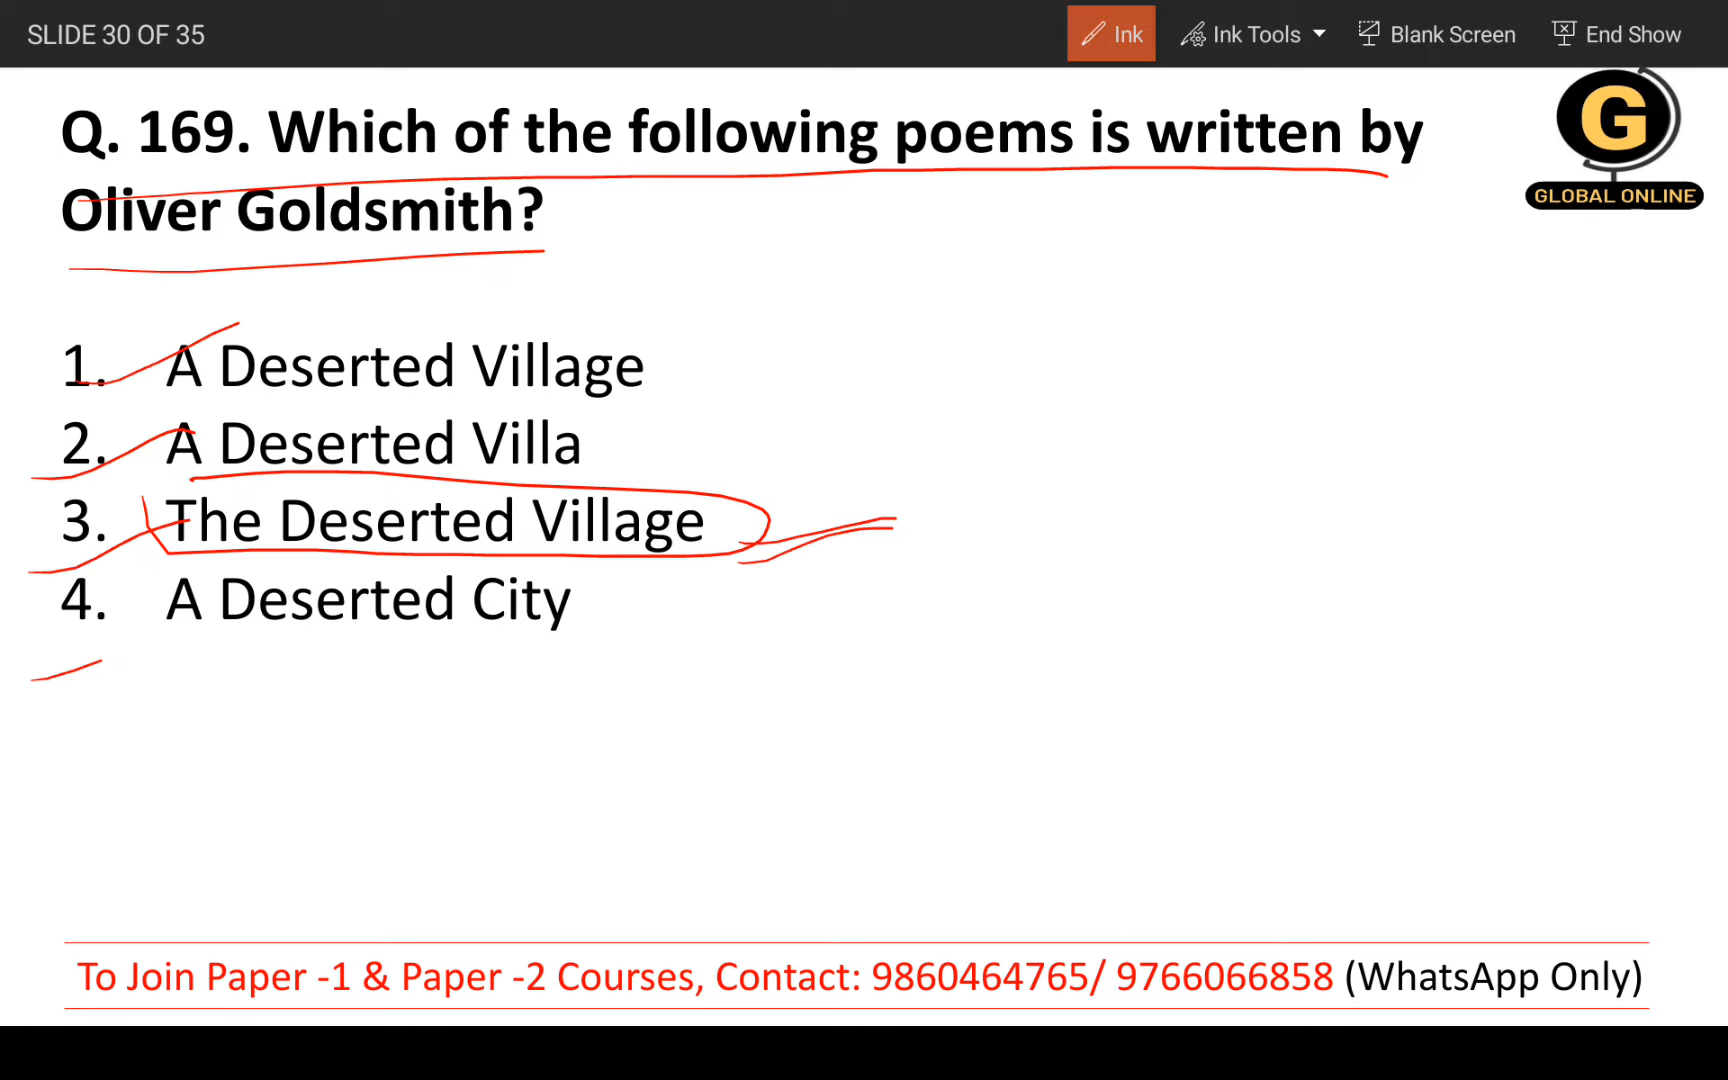 SLIDE 30 OF 35 Ink Ink Tools Blank Screen End Show
Q. 169. Which of the following poems is written by
Oliver Goldsmith?
G
GLOBAL ONLINE
1. A Deserted Village
2. A Deserted Villa
3. The Deserted Village
4. A Deserted City
To Join Paper -1 & Paper -2 Courses, Contact: 9860464765/ 9766066858 (WhatsApp Only)